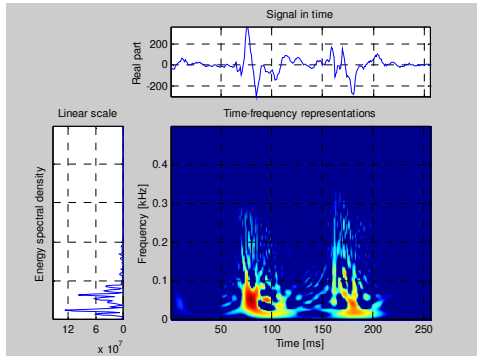 Signal in time
Real part
200
0
-200
Linear scale
Time-frequency representations
Energy spectral density
Frequency [kHz]
0.4
0.3
0.2
0.1
0
12 6 0
x 10^7
50 100 150 200 250
Time [ms]